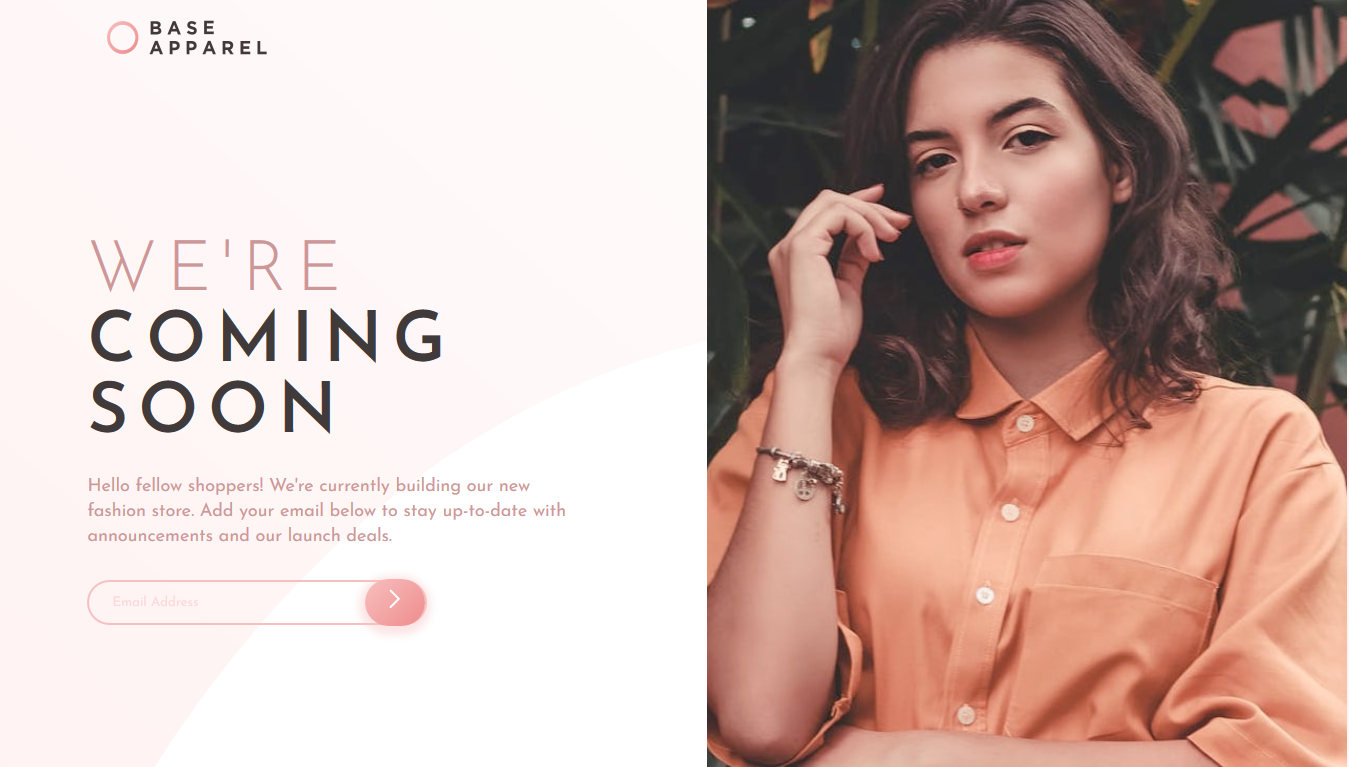 BASE
APPAREL
WE'RE
COMING
SOON
Hello fellow shoppers! We're currently building our new
fashion store. Add your email below to stay up-to-date with
announcements and our launch deals.
Email Address